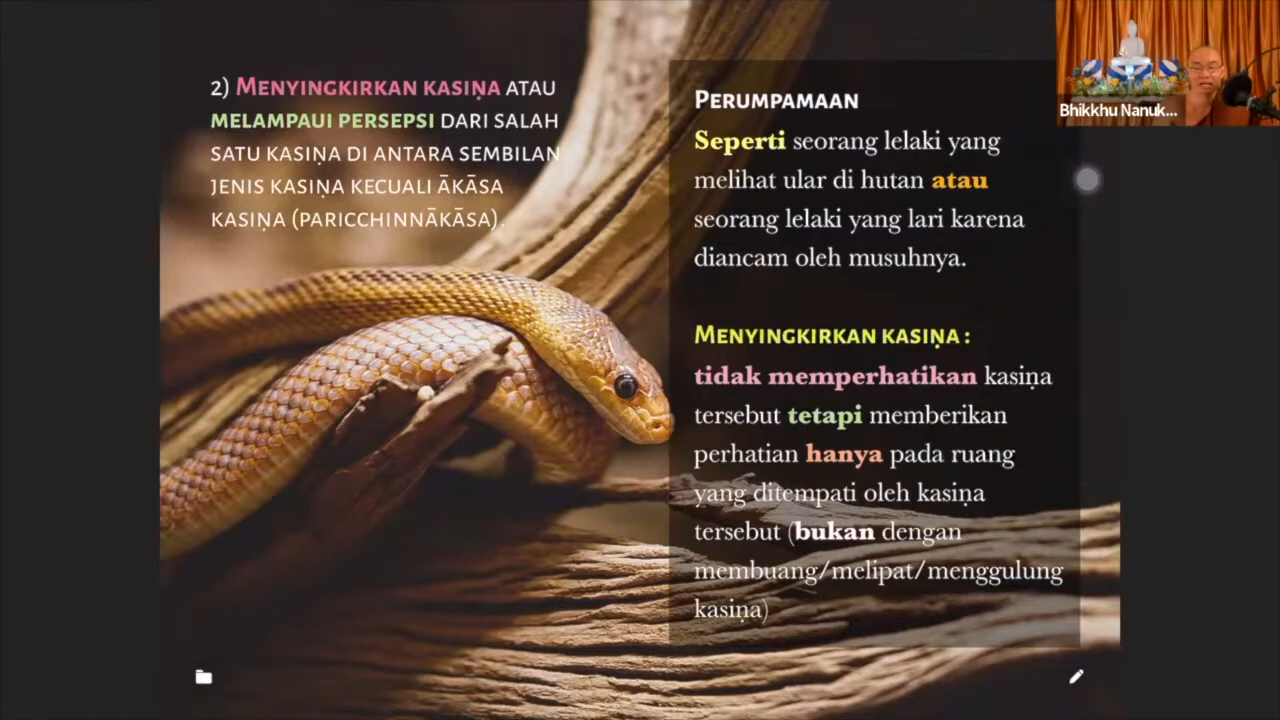 2) Menyingkirkan kasiṇa atau
melampaui persepsi dari salah
satu kasiṇa di antara sembilan
jenis kasiṇa kecuali ākāsa
kasiṇa (paricchinnākāsa).
Perumpamaan
Seperti seorang lelaki yang
melihat ular di hutan atau
seorang lelaki yang lari karena
diancam oleh musuhnya.
Menyingkirkan kasiṇa :
tidak memperhatikan kasiṇa
tersebut tetapi memberikan
perhatian hanya pada ruang
yang ditempati oleh kasiṇa
tersebut (bukan dengan
membuang/melipat/menggulung
kasiṇa)
Bhikkhu Nanuk...